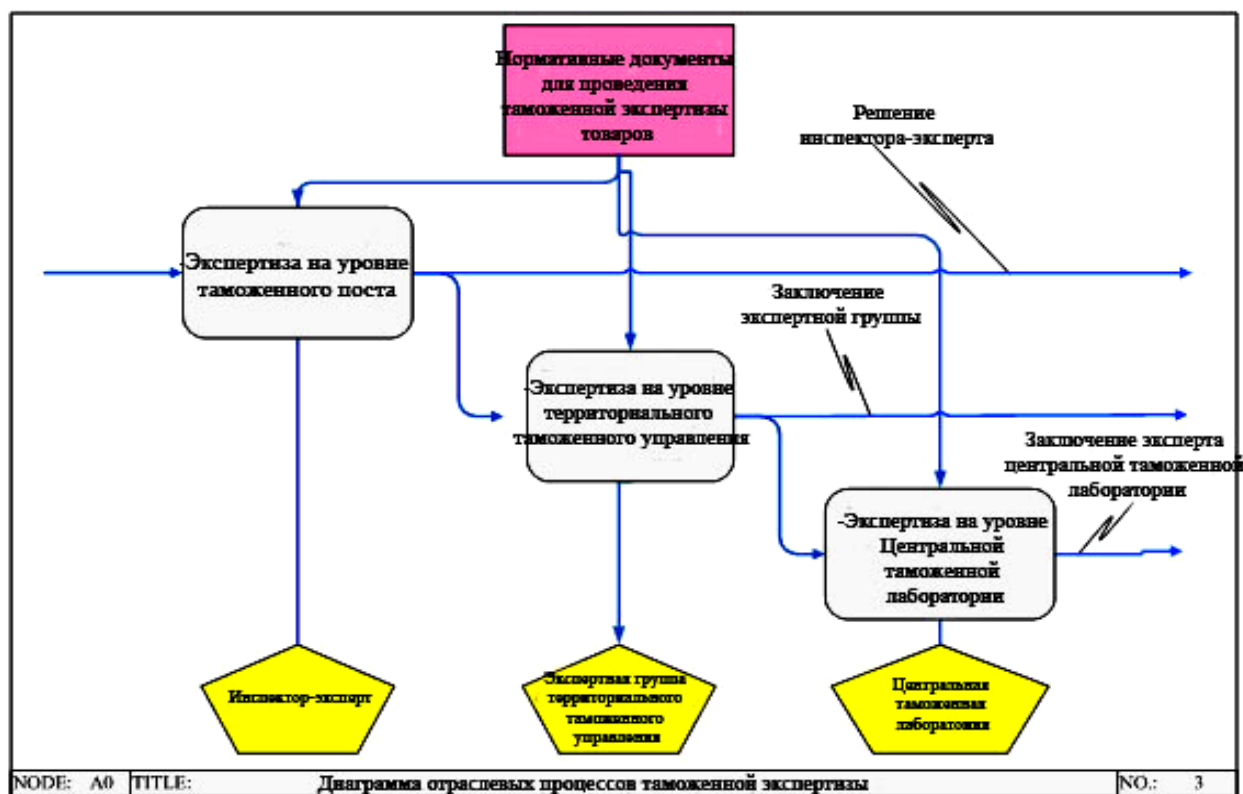 Нормативные документы
для проведения
таможенной экспертизы
товаров
Решение
инспектора-эксперта
-Экспертиза на уровне
таможенного поста
Заключение
экспертной группы
-Экспертиза на уровне
территориального
таможенного управления
Заключение эксперта
центральной таможенной
лаборатории
-Экспертиза на уровне
Центральной
таможенной
лаборатории
Инспектор-эксперт
Экспертная группа
территориального
таможенного
управления
Центральная
таможенная
лаборатория
NODE: A0 TITLE: Диаграмма отраслевых процессов таможенной экспертизы NO.: 3